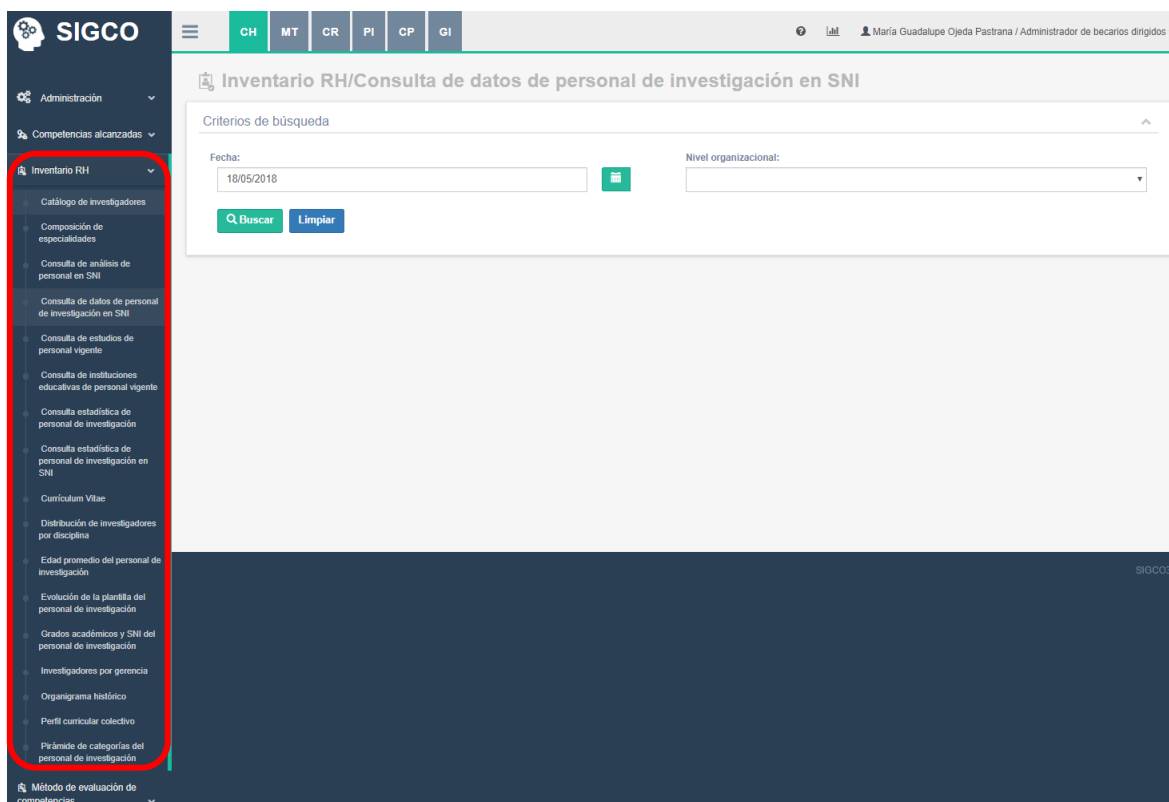 SIGCO
CH MT CR PI CP GI
María Guadalupe Ojeda Pastrana / Administrador de becarios dirigidos
Inventario RH/Consulta de datos de personal de investigación en SNI
Criterios de búsqueda
Fecha:
18/05/2018
Nivel organizacional:
Buscar
Limpiar
Administración
Competencias alcanzadas
Inventario RH
Catálogo de investigadores
Composición de
especialidades
Consulta de análisis de
personal en SNI
Consulta de datos de personal
de investigación en SNI
Consulta de estudios de
personal vigente
Consulta de instituciones
educativas de personal vigente
Consulta estadística de
personal de investigación
Consulta estadística de
personal de investigación en
SNI
Currículum Vitae
Distribución de investigadores
por disciplina
Edad promedio del personal de
investigación
Evolución de la plantilla del
personal de investigación
Grados académicos y SNI del
personal de investigación
Investigadores por gerencia
Organigrama histórico
Perfil curricular colectivo
Pirámide de categorías del
personal de investigación
Método de evaluación de
competencias
SIGCO3